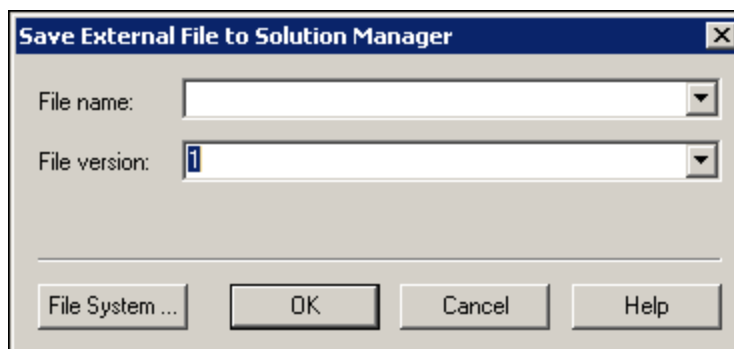 Save External File to Solution Manager
File name:
File version: 1
File System ... OK Cancel Help